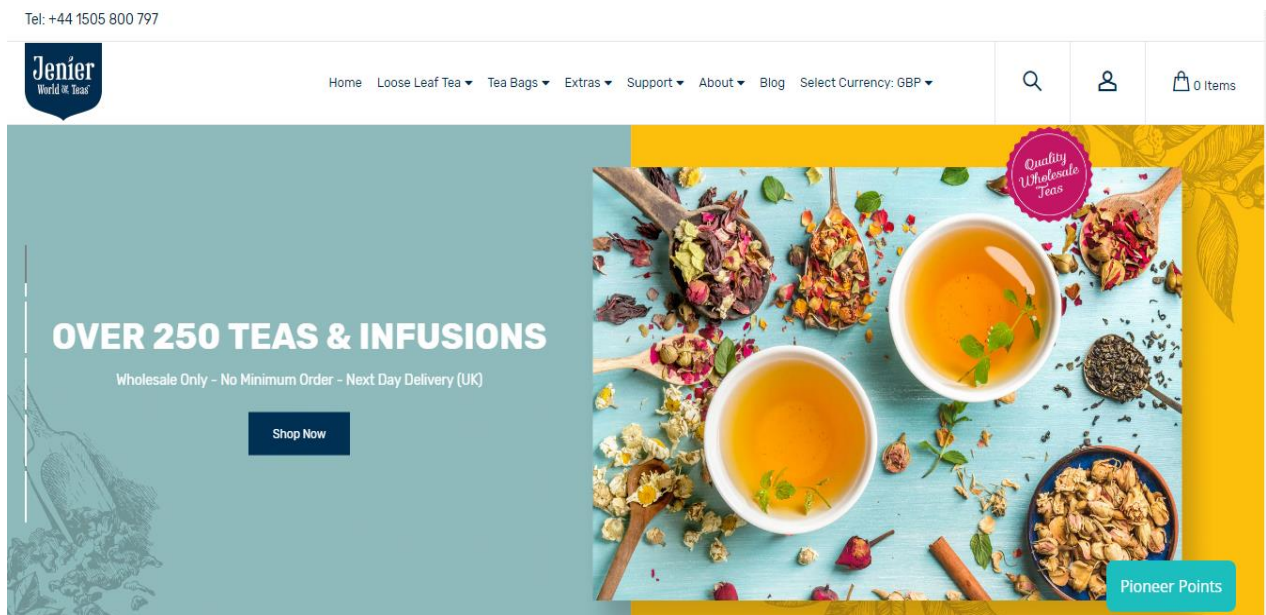 Tel: +44 1505 800 797
Jenier
World of Teas
Home Loose Leaf Tea Tea Bags Extras Support About Blog Select Currency: GBP 0 Items
Quality
Wholesale
Teas
OVER 250 TEAS & INFUSIONS
Wholesale Only - No Minimum Order - Next Day Delivery (UK)
Shop Now
Pioneer Points